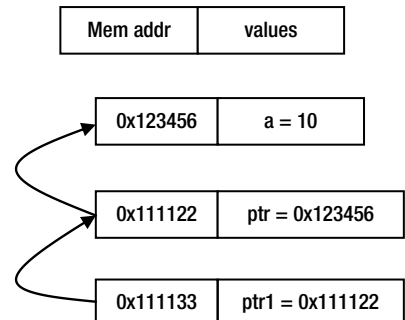 Mem addr values
0x123456 a = 10
0x111122 ptr = 0x123456
0x111133 ptr1 = 0x111122